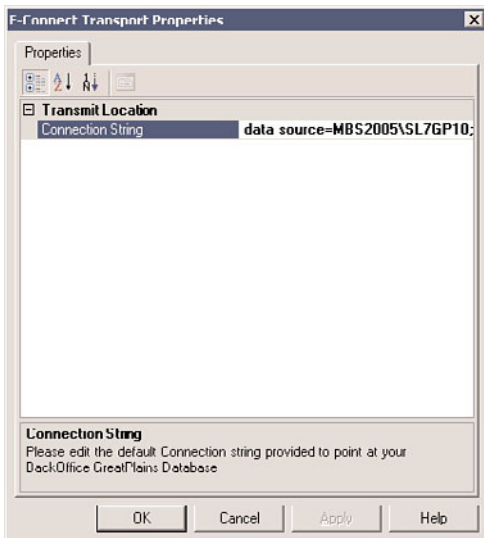 E-Connect Transport Properties
Properties
Transmit Location
Connection String data source=MBS2005\SL7GP10;
Connection String
Please edit the default Connection string provided to point at your
BackOffice GreatPlains Database
OK Cancel Apply Help